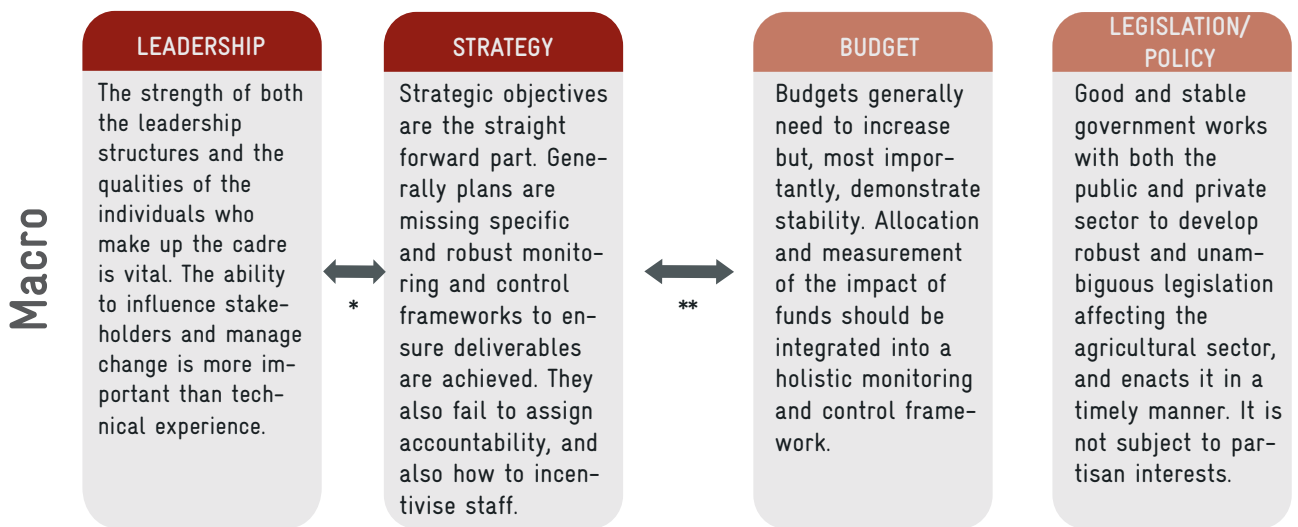 Macro
LEADERSHIP
The strength of both
the leadership
structures and the
qualities of the
individuals who
make up the cadre
is vital. The ability
to influence stake-
holders and manage
change is more im-
portant than tech-
nical experience.
*
STRATEGY
Strategic objectives
are the straight
forward part. Gene-
rally plans are
missing specific
and robust monito-
ring and control
frameworks to en-
sure deliverables
are achieved. They
also fail to assign
accountability, and
also how to incen-
tivise staff.
**
BUDGET
Budgets generally
need to increase
but, most impor-
tantly, demonstrate
stability. Allocation
and measurement
of the impact of
funds should be
integrated into a
holistic monitoring
and control frame-
work.
LEGISLATION/
POLICY
Good and stable
government works
with both the
public and private
sector to develop
robust and unam-
biguous legislation
affecting the
agricultural sector,
and enacts it in a
timely manner. It is
not subject to par-
tisan interests.